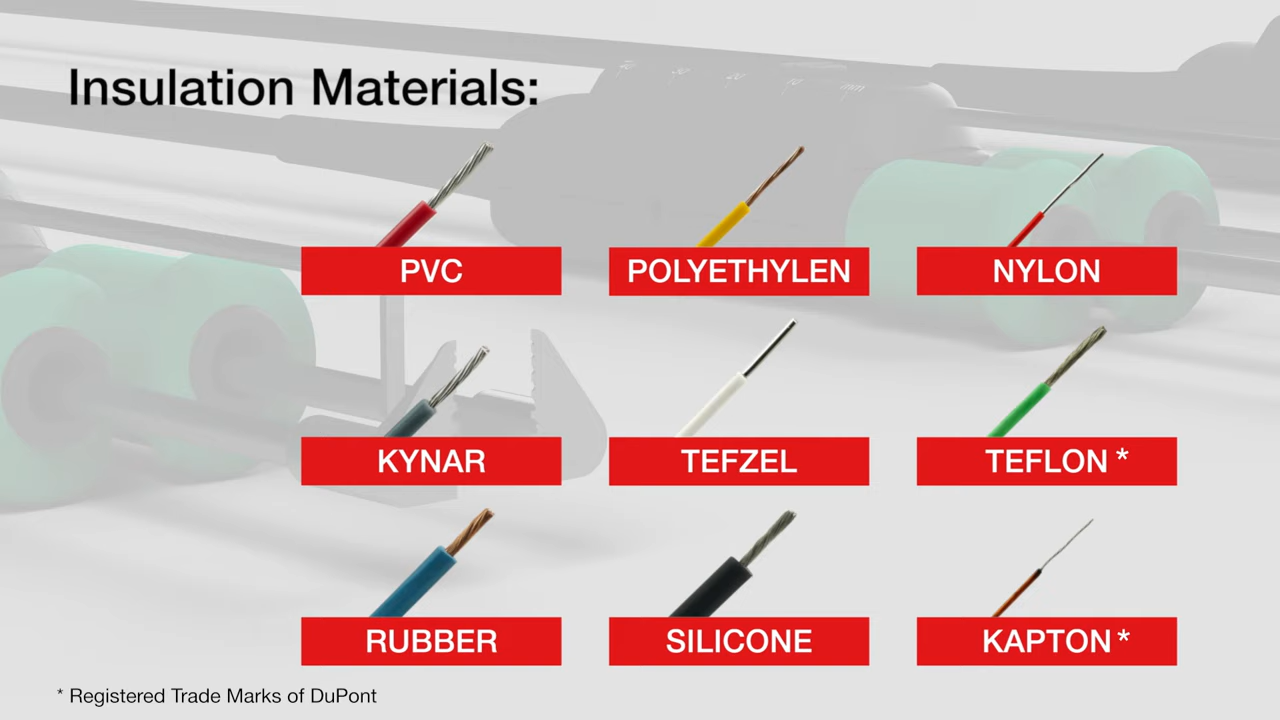 Insulation Materials:
PVC
POLYETHYLEN
NYLON
KYNAR
TEFZEL
TEFLON *
RUBBER
SILICONE
KAPTON *
* Registered Trade Marks of DuPont